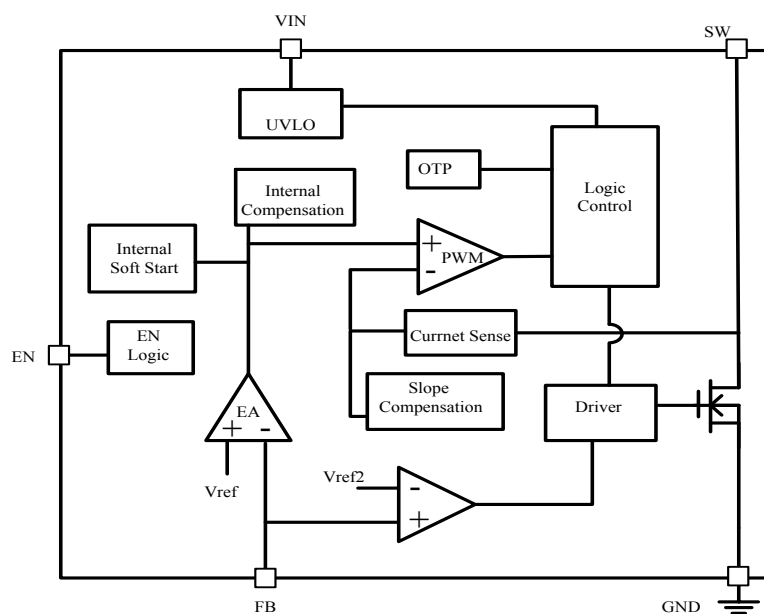 VIN
SW
UVLO
OTP
Logic
Control
Internal
Compensation
+
PWM
-
Internal
Soft Start
EN
EN
Logic
Currnet Sense
Slope
Compensation
Driver
EA
+ -
Vref
Vref2
-
+
FB
GND